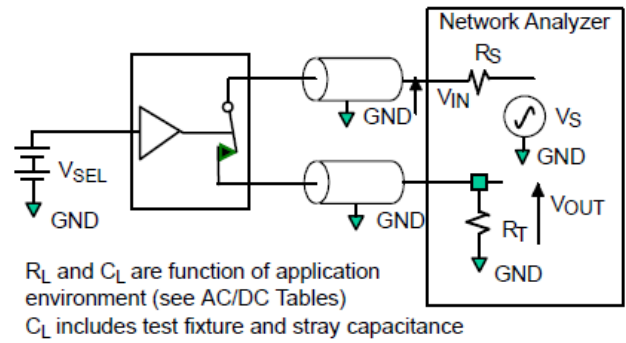 Network Analyzer
RS
VIN
GND
VS
GND
VSEL
GND
GND
VOUT
RT
GND
RL and CL are function of application
environment (see AC/DC Tables)
CL includes test fixture and stray capacitance